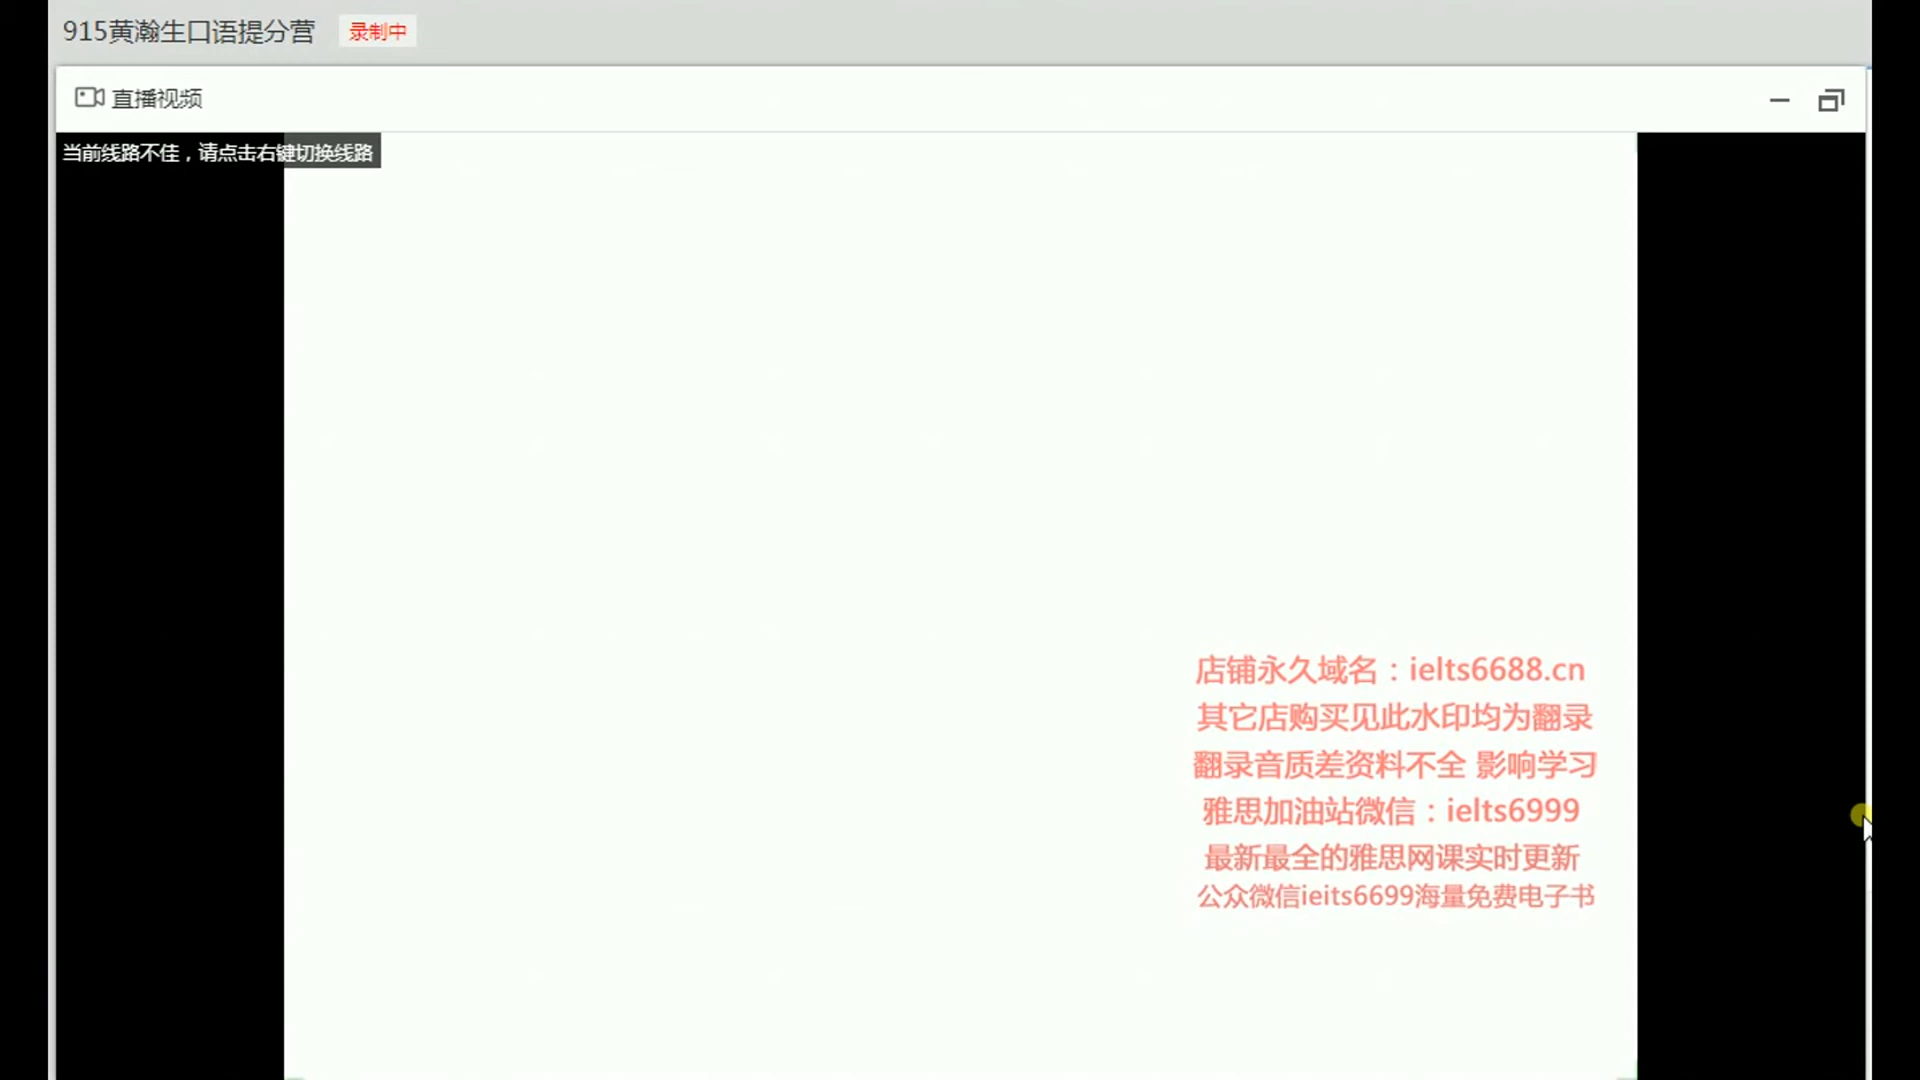 915黄瀚生口语提分营 录制中
直播视频
当前线路不佳，请点击右键切换线路
店铺永久域名：ielts6688.cn
其它店购买见此水印均为翻录
翻录音质差资料不全 影响学习
雅思加油站微信：ielts6999
最新最全的雅思网课实时更新
公众微信ieits6699海量免费电子书